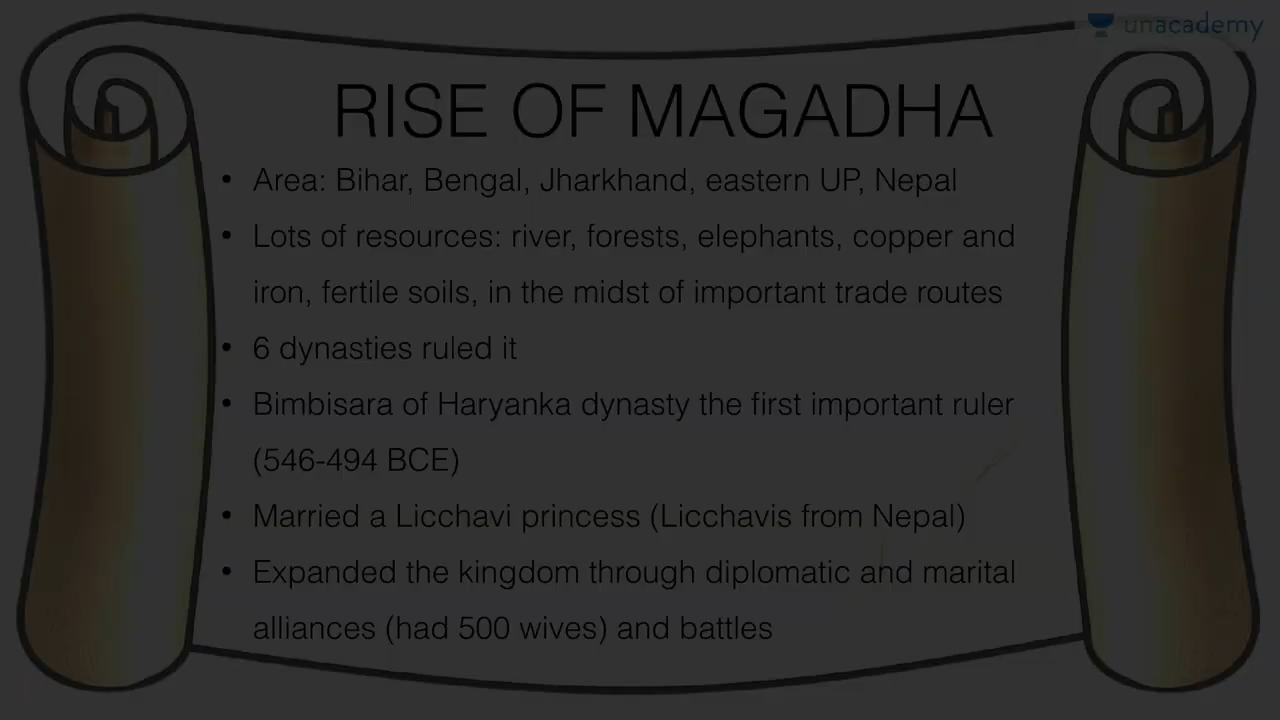 unacademy
RISE OF MAGADHA
• Area: Bihar, Bengal, Jharkhand, eastern UP, Nepal
• Lots of resources: river, forests, elephants, copper and
iron, fertile soils, in the midst of important trade routes
• 6 dynasties ruled it
• Bimbisara of Haryanka dynasty the first important ruler
(546-494 BCE)
• Married a Licchavi princess (Licchavis from Nepal)
• Expanded the kingdom through diplomatic and marital
alliances (had 500 wives) and battles